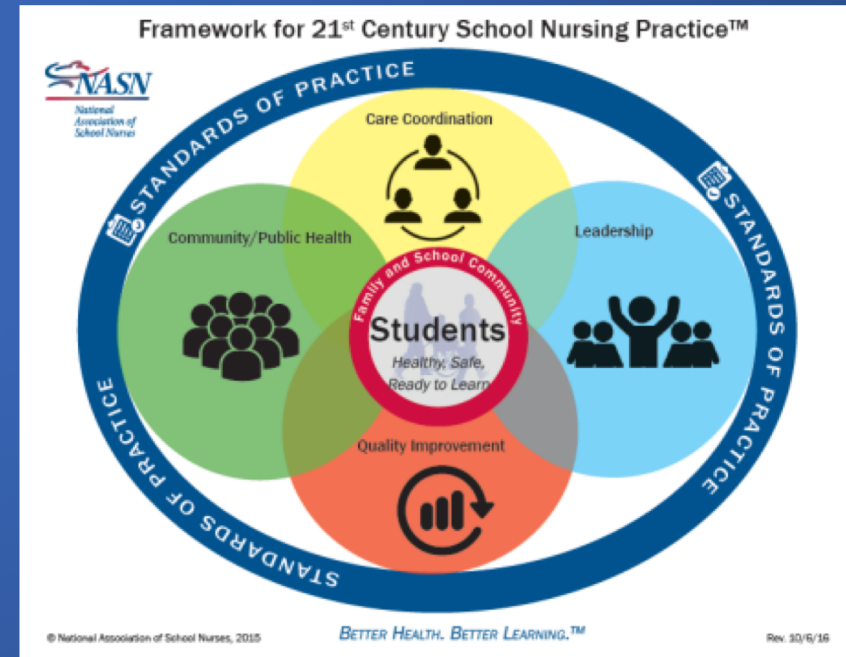 Framework for 21st Century School Nursing Practice™
NASN
National
Association of
School Nurses
STANDARDS OF PRACTICE
STANDARDS OF PRACTICE
STANDARDS OF PRACTICE
Care Coordination
Community/Public Health
Leadership
Family and School Community
Students
Healthy, Safe,
Ready to Learn
Quality Improvement
© National Association of School Nurses, 2015
BETTER HEALTH. BETTER LEARNING.™
Rev. 10/6/16